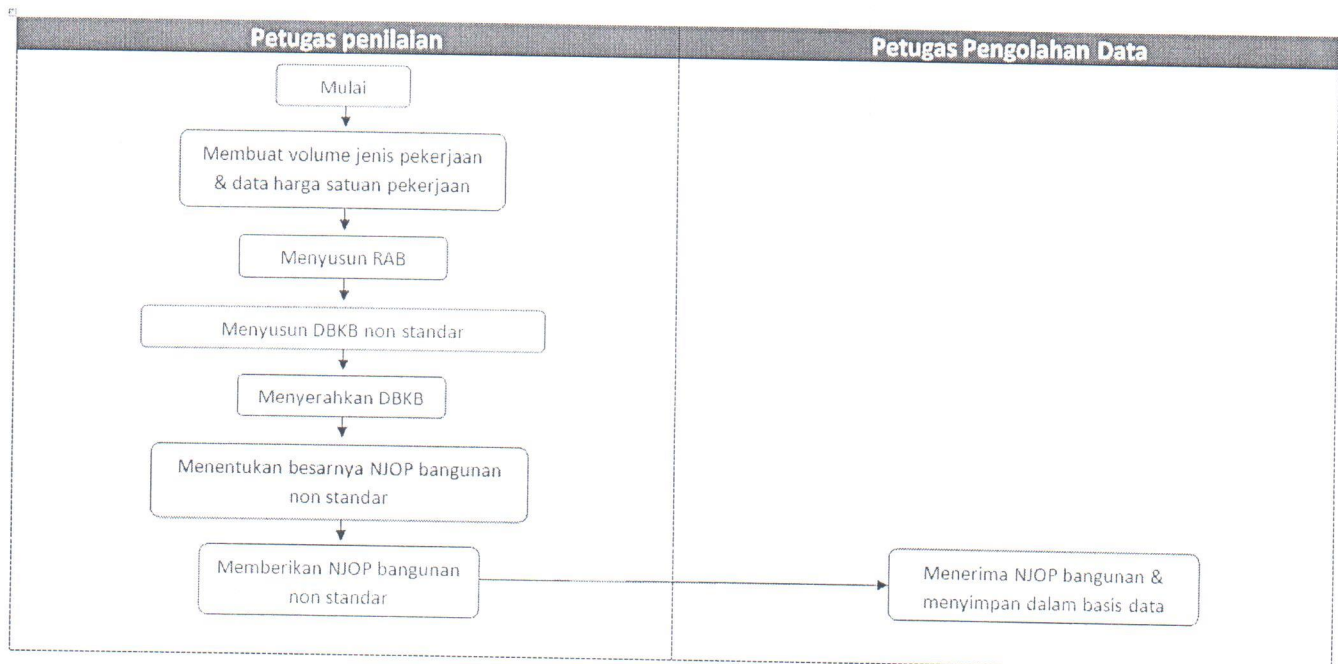 Petugas penilaian
Petugas Pengolahan Data
Mulai
Membuat volume jenis pekerjaan
& data harga satuan pekerjaan
Menyusun RAB
Menyusun DBKB non standar
Menyerahkan DBKB
Menentukan besarnya NJOP bangunan
non standar
Memberikan NJOP bangunan
non standar
Menerima NJOP bangunan &
menyimpan dalam basis data